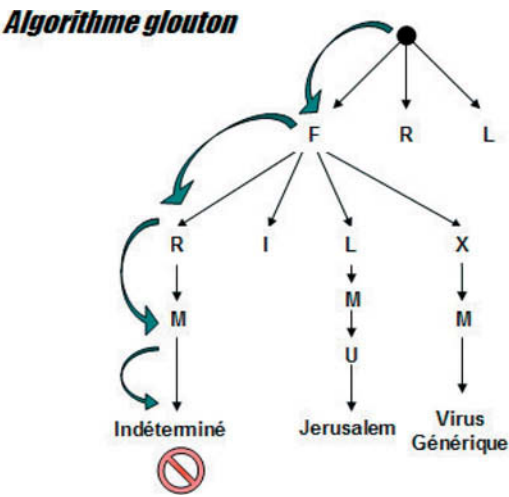 Algorithme glouton
F R L
R I L X
M M M
U
Indéterminé Jerusalem Virus
Générique